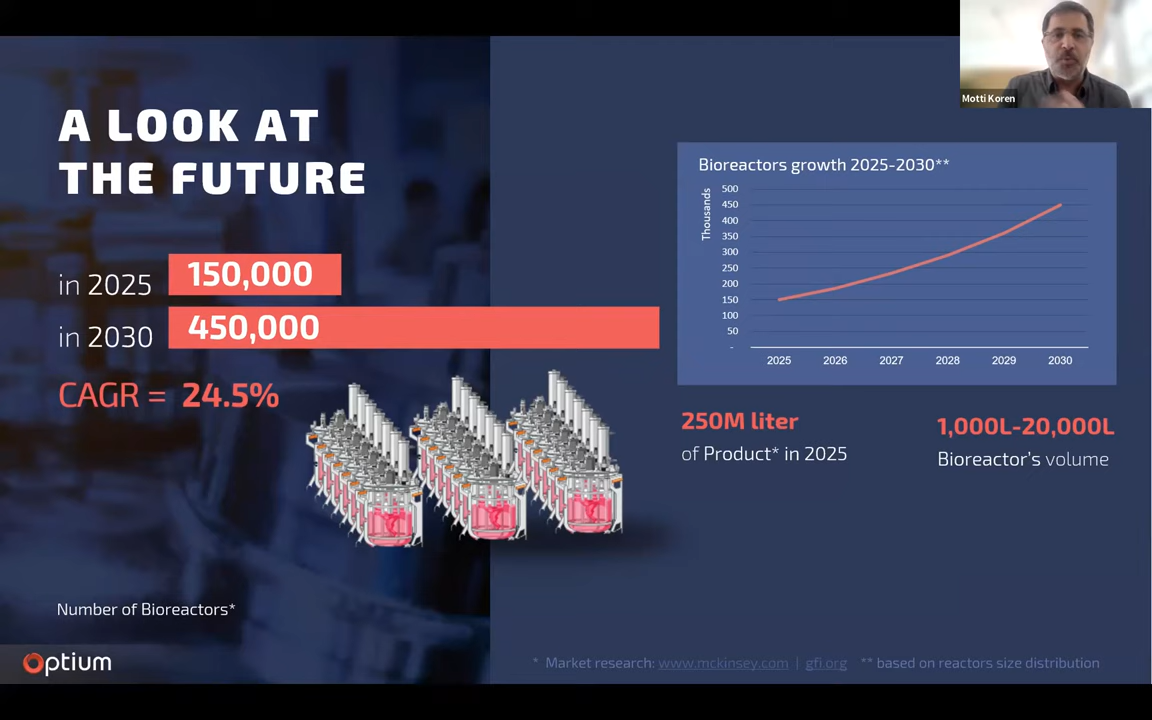 Motti Koren
A LOOK AT
THE FUTURE
in 2025 150,000
in 2030 450,000
CAGR = 24.5%
Number of Bioreactors*
Optium
Bioreactors growth 2025-2030**
Thousands
500
450
400
350
300
250
200
150
100
50
-
2025 2026 2027 2028 2029 2030
250M liter
of Product* in 2025
1,000L-20,000L
Bioreactor's volume
* Market research: www.mckinsey.com | gfi.org ** based on reactors size distribution